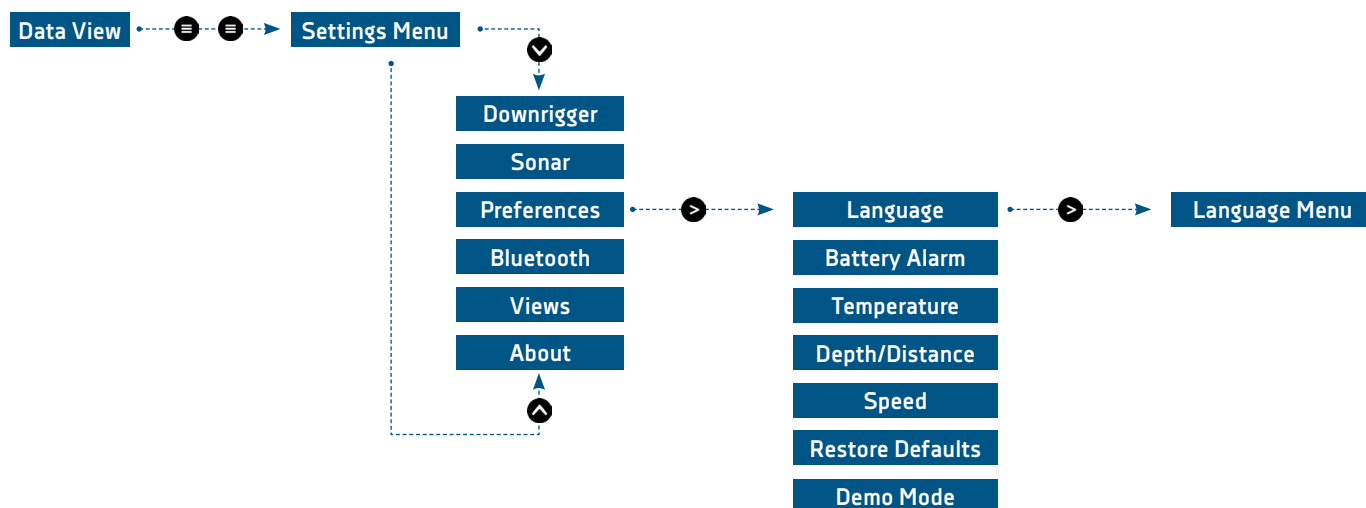 Data View
Settings Menu
Downrigger
Sonar
Preferences
Language
Language Menu
Bluetooth
Battery Alarm
Views
Temperature
About
Depth/Distance
Speed
Restore Defaults
Demo Mode